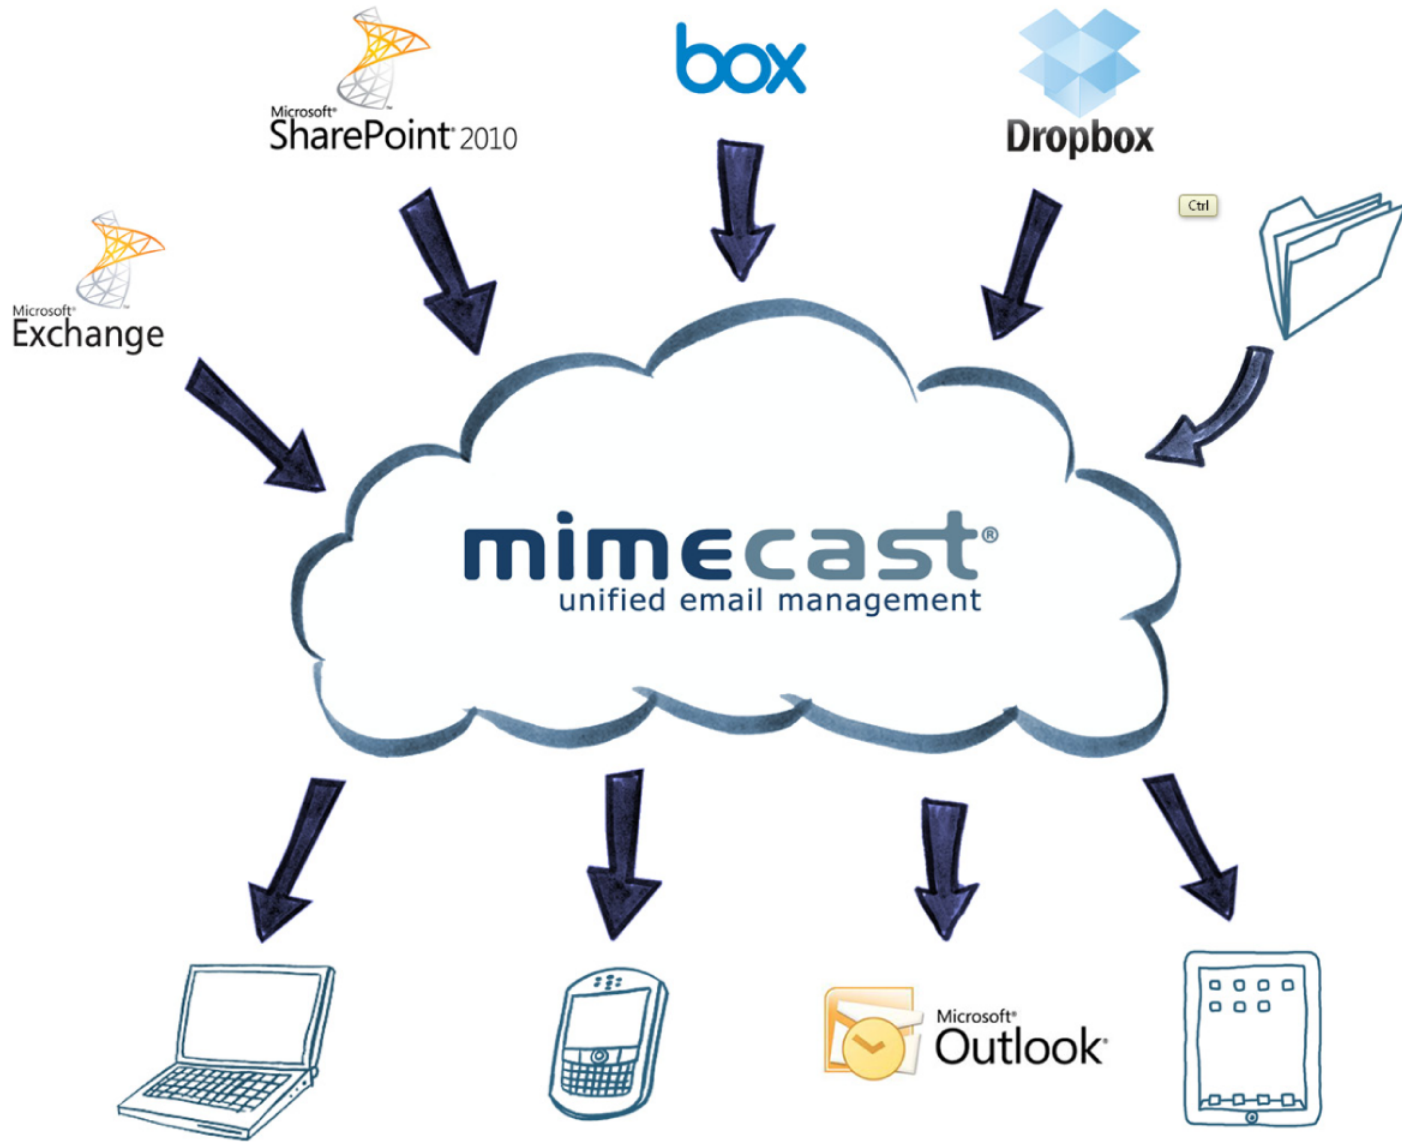 Microsoft®
SharePoint® 2010
box
Dropbox
Ctrl
Microsoft®
Exchange
mimecast®
unified email management
Microsoft®
Outlook®